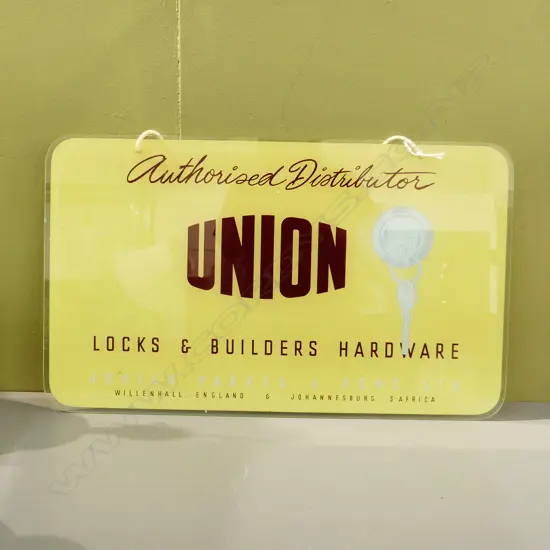 Authorised Distributor
UNION
LOCKS & BUILDERS HARDWARE
WILLENHALL ENGLAND & JOHANNESBURG S·AFRICA